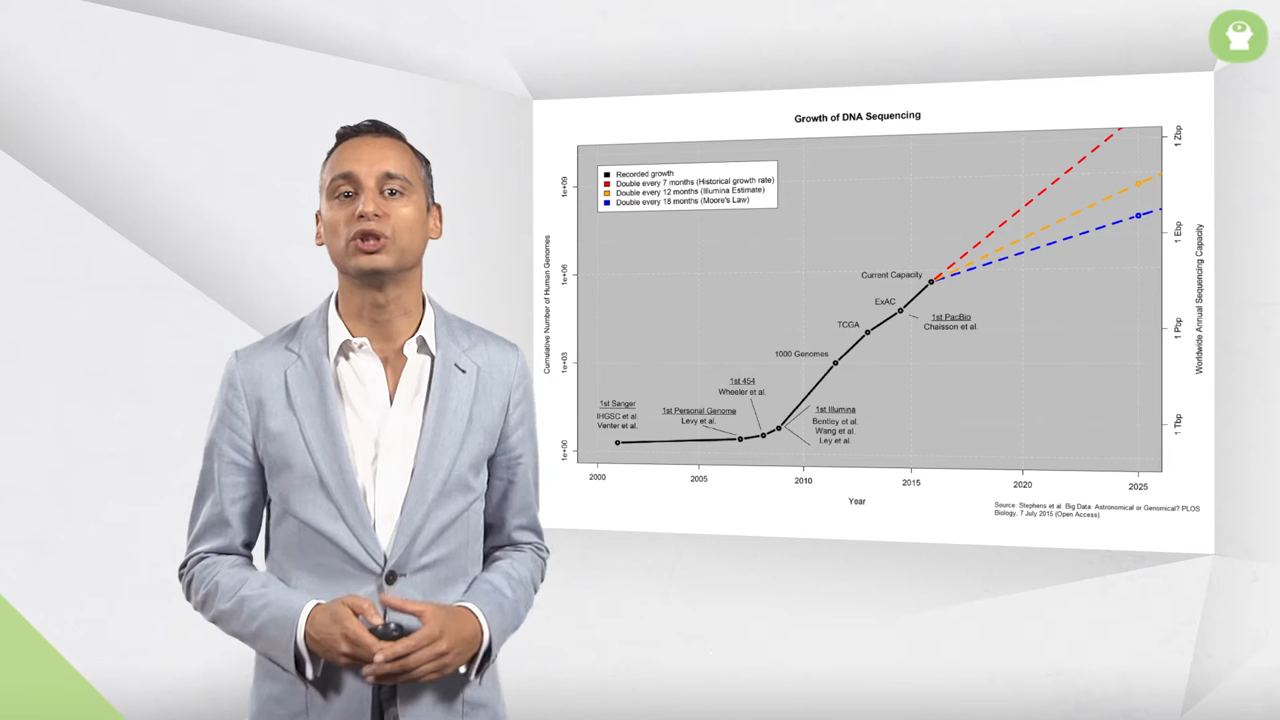 Growth of DNA Sequencing
Recorded growth
Double every 7 months (Historical growth rate)
Double every 12 months (Illumina Estimate)
Double every 18 months (Moore's Law)
Cumulative Number of Human Genomes
1e+09
1e+06
1e+03
1e+00
Worldwide Annual Sequencing Capacity
1 Zbp
1 Ebp
1 Pbp
1 Tbp
Current Capacity
ExAC
1st PacBio
Chaisson et al.
TCGA
1000 Genomes
1st 454
Wheeler et al.
1st Sanger
IHGSC et al.
Venter et al.
1st Personal Genome
Levy et al.
1st Illumina
Bentley et al.
Wang et al.
Ley et al.
2000 2005 2010 2015 2020 2025
Year
Source: Stephens et al. Big Data: Astronomical or Genomical? PLOS
Biology, 7 July 2015 (Open Access)